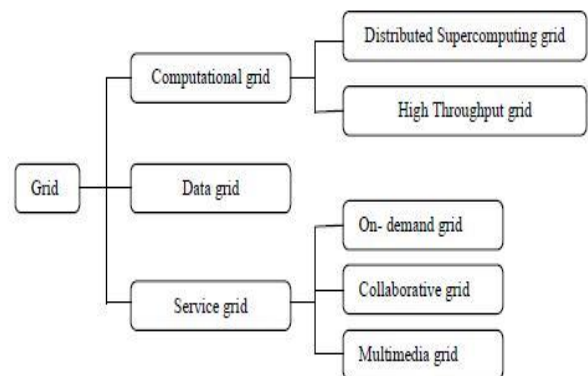 Distributed Supercomputing grid
Computational grid
High Throughput grid
Grid
Data grid
On- demand grid
Collaborative grid
Service grid
Multimedia grid